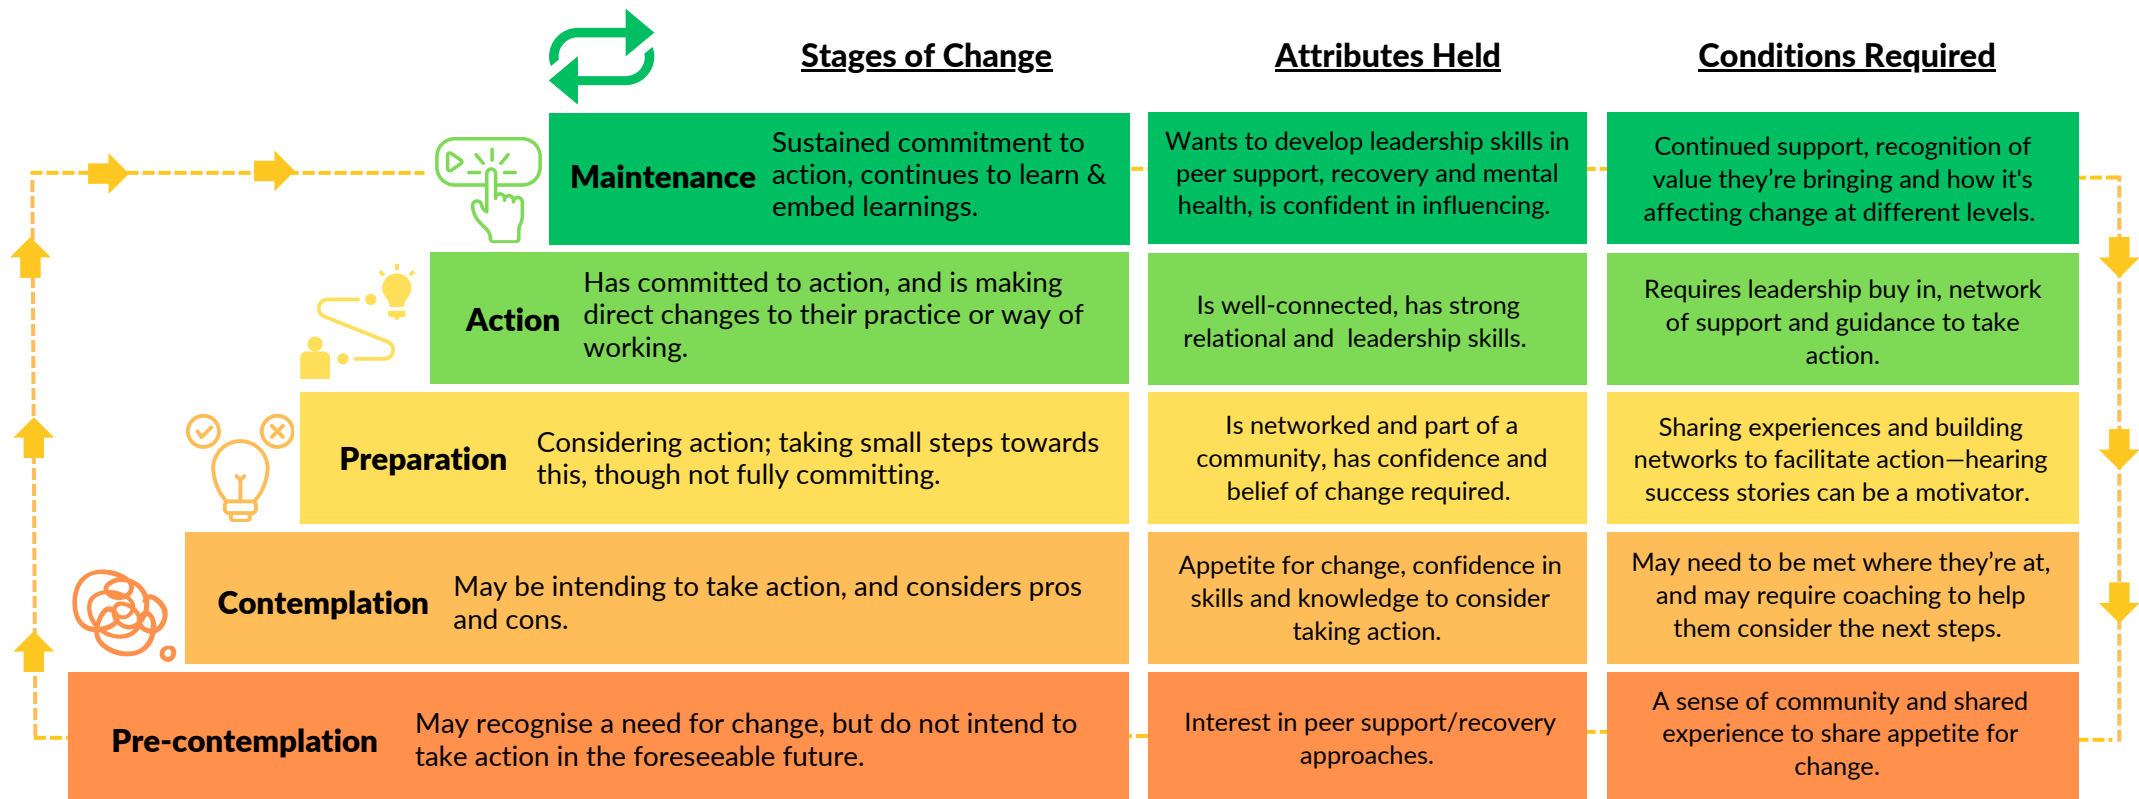 Stages of Change
Attributes Held
Conditions Required
Maintenance
Sustained commitment to
action, continues to learn &
embed learnings.
Wants to develop leadership skills in
peer support, recovery and mental
health, is confident in influencing.
Continued support, recognition of
value they’re bringing and how it's
affecting change at different levels.
Action
Has committed to action, and is making
direct changes to their practice or way of
working.
Is well-connected, has strong
relational and  leadership skills.
Requires leadership buy in, network
of support and guidance to take
action.
Preparation
Considering action; taking small steps towards
this, though not fully committing.
Is networked and part of a
community, has confidence and
belief of change required.
Sharing experiences and building
networks to facilitate action—hearing
success stories can be a motivator.
Contemplation
May be intending to take action, and considers pros
and cons.
Appetite for change, confidence in
skills and knowledge to consider
taking action.
May need to be met where they’re at,
and may require coaching to help
them consider the next steps.
Pre-contemplation
May recognise a need for change, but do not intend to
take action in the foreseeable future.
Interest in peer support/recovery
approaches.
A sense of community and shared
experience to share appetite for
change.